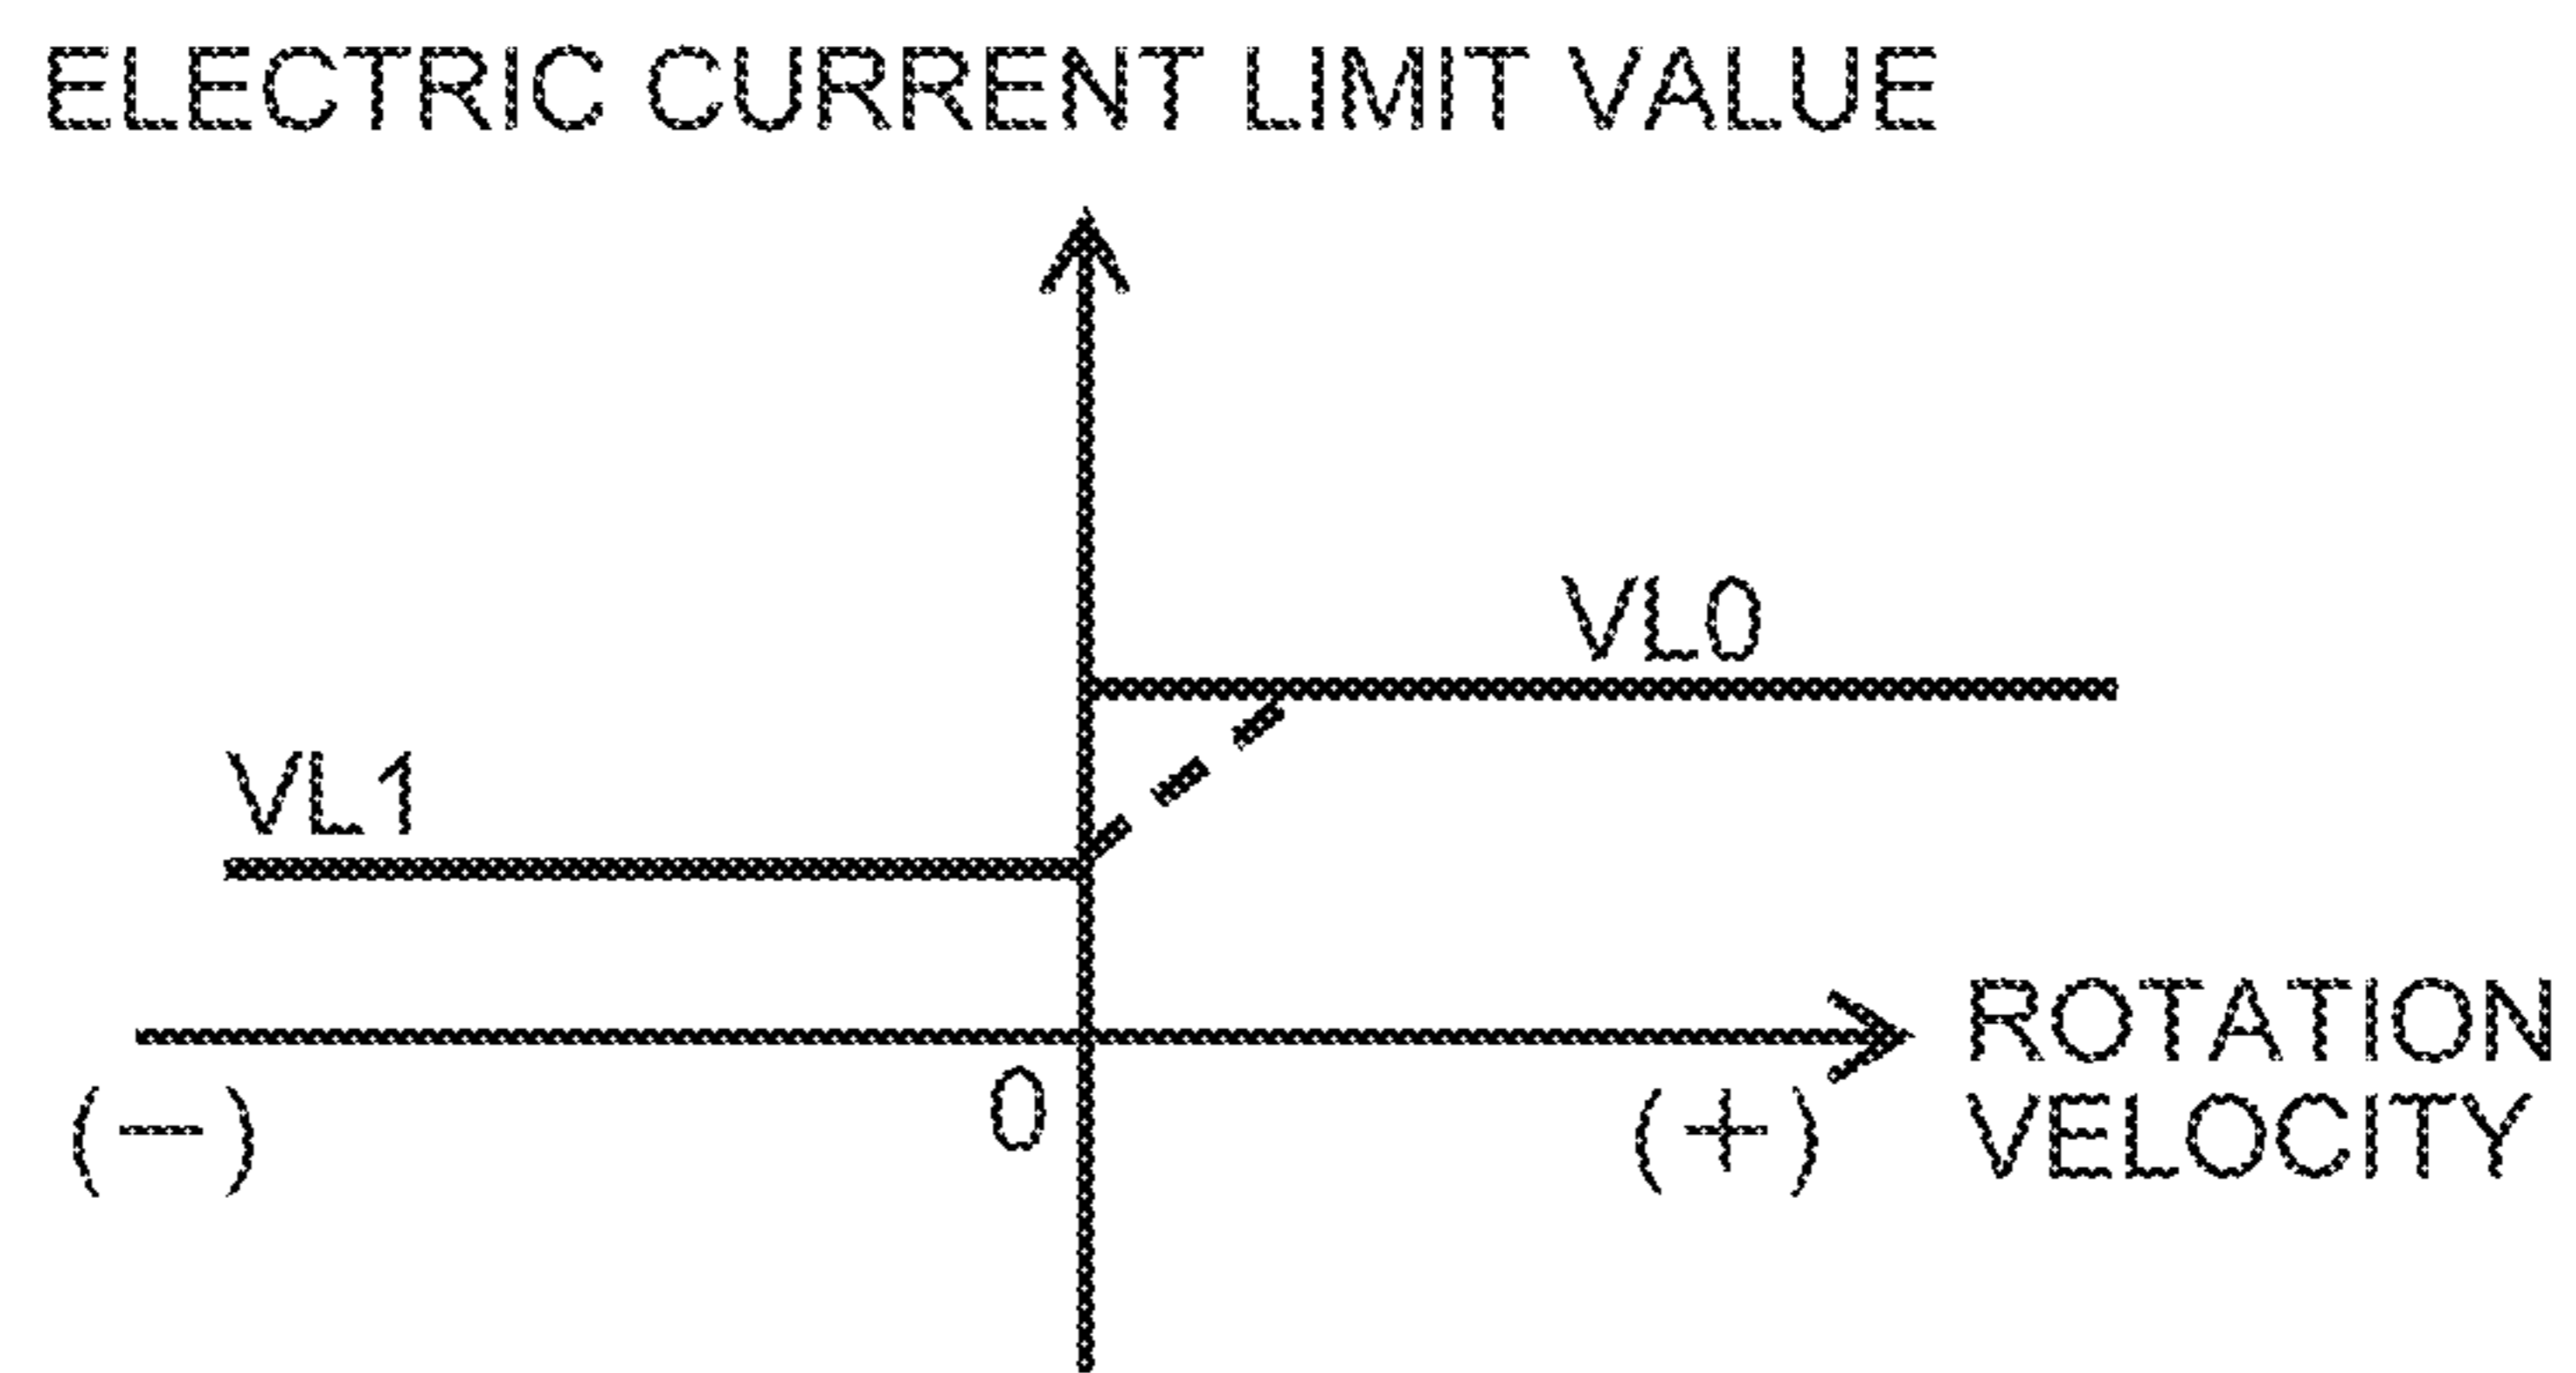 ELECTRIC CURRENT LIMIT VALUE
VL0
VL1
ROTATION
VELOCITY
(−)
0
(+)